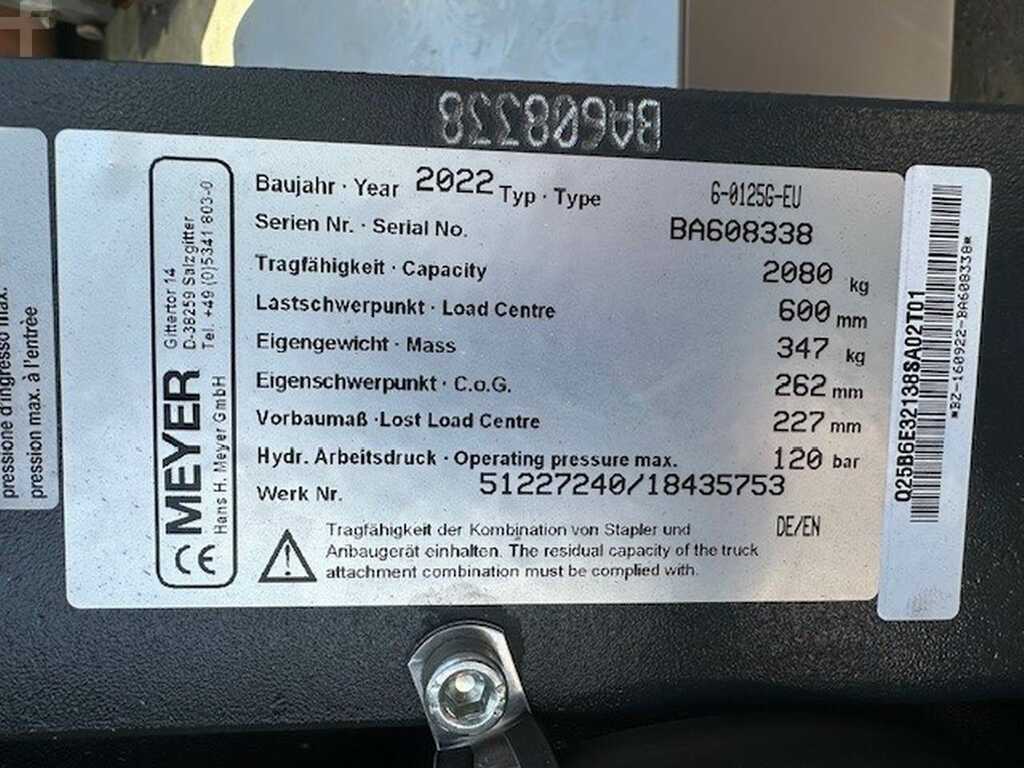 BA608338
pressione d'ingresso max.
pression max. à l'entrèe
MEYER
Hans H. Meyer GmbH
Gittertor 14
D-38259 Salzgitter
Tel. +49 (0)5341 803-0
CE
Baujahr · Year 2022 Typ · Type 6-0125G-EU
Serien Nr. · Serial No. BA608338
Tragfähigkeit · Capacity 2080 kg
Lastschwerpunkt · Load Centre 600 mm
Eigengewicht · Mass 347 kg
Eigenschwerpunkt · C.o.G. 262 mm
Vorbaumaß ·Lost Load Centre 227 mm
Hydr. Arbeitsdruck · Operating pressure max. 120 bar
Werk Nr. 51227240/18435753
Tragfähigkeit der Kombination von Stapler und DE/EN
Anbaugerät einhalten. The residual capacity of the truck
attachment combination must be complied with.
Q25B6E32138SA02T01
*BZ-160922-BA608338*